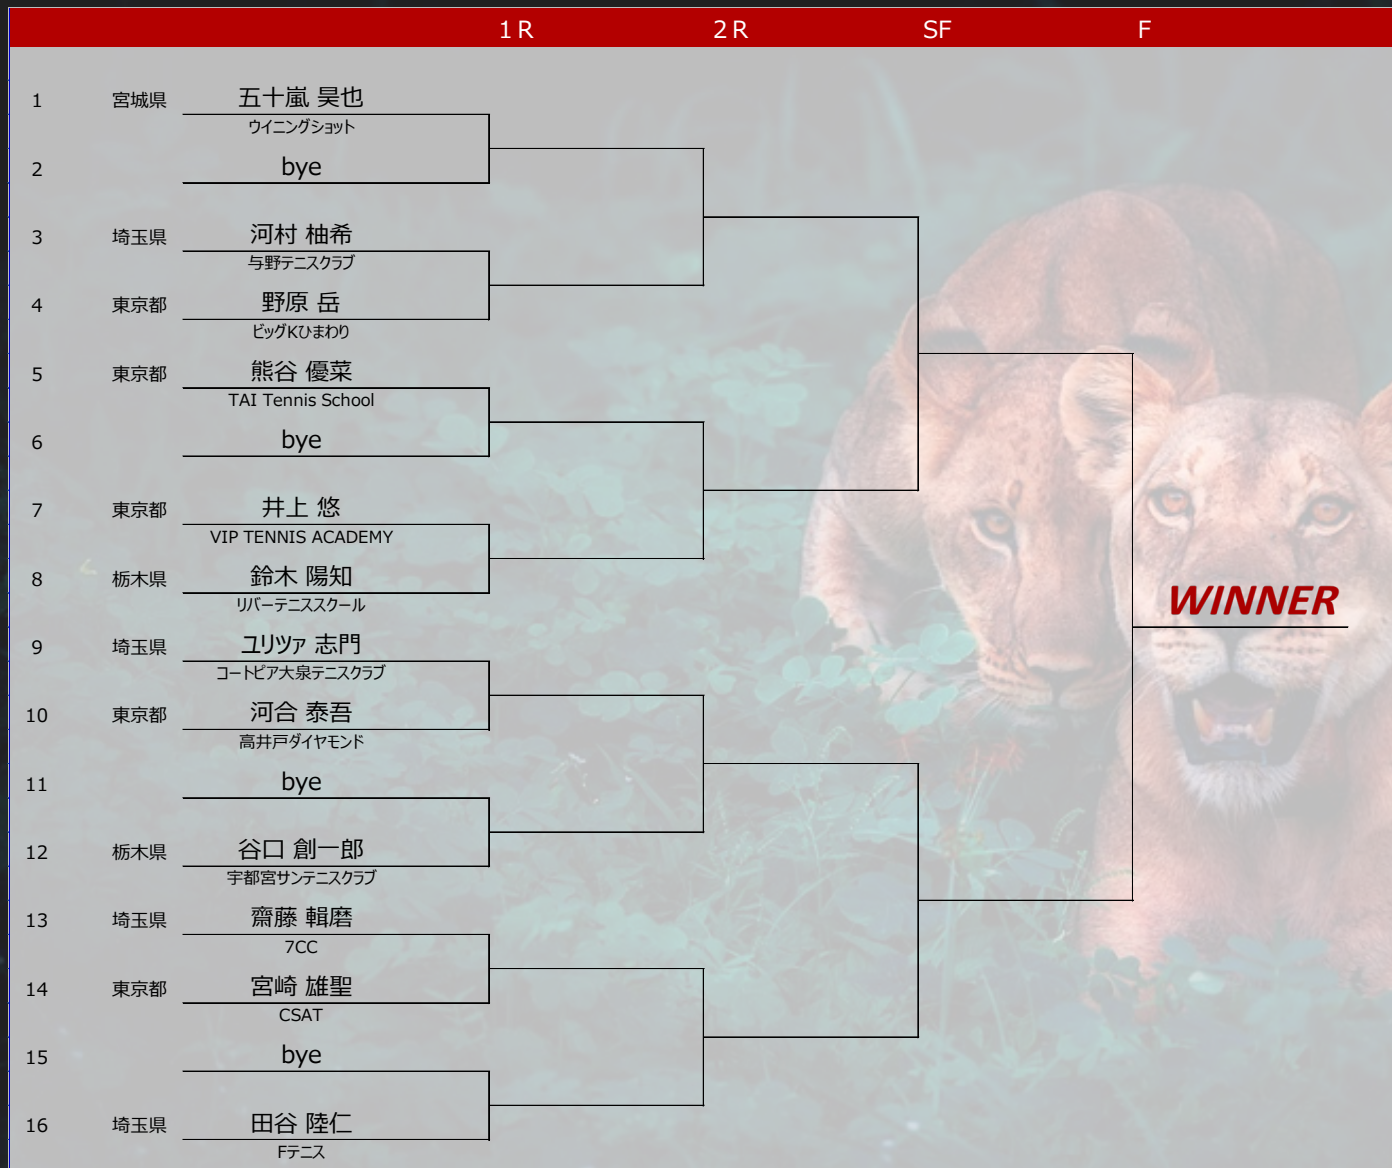 1R 2R SF F
1 宮城県 五十嵐 昊也
ウイニングショット
2 bye
3 埼玉県 河村 柚希
与野テニスクラブ
4 東京都 野原 岳
ビッグKひまわり
5 東京都 熊谷 優菜
TAI Tennis School
6 bye
7 東京都 井上 悠
VIP TENNIS ACADEMY
8 栃木県 鈴木 陽知
WINNER
リバーテニススクール
9 埼玉県 ユリツァ 志門
コートピア大泉テニスクラブ
10 東京都 河合 泰吾
高井戸ダイヤモンド
11 bye
12 栃木県 谷口 創一郎
宇都宮サンテニスクラブ
13 埼玉県 齋藤 輯磨
7CC
14 東京都 宮崎 雄聖
CSAT
15 bye
16 埼玉県 田谷 陸仁
Fテニス